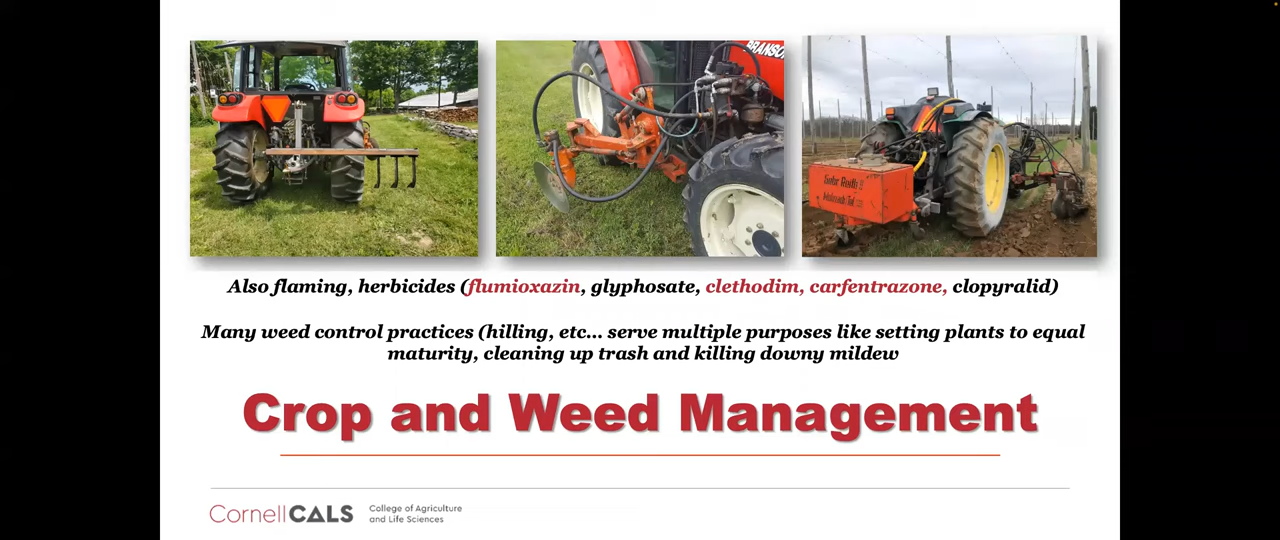 BRANSON
Also flaming, herbicides (flumioxazin, glyphosate, clethodim, carfentrazone, clopyralid)
Many weed control practices (hilling, etc… serve multiple purposes like setting plants to equal
maturity, cleaning up trash and killing downy mildew
Crop and Weed Management
CornellCALS
College of Agriculture
and Life Sciences